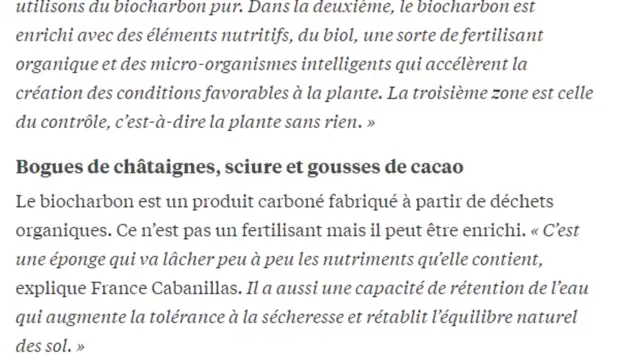 utilisons du biocharbon pur. Dans la deuxième, le biocharbon est
enrichi avec des éléments nutritifs, du biol, une sorte de fertilisant
organique et des micro-organismes intelligents qui accélèrent la
création des conditions favorables à la plante. La troisième zone est celle
du contrôle, c’est-à-dire la plante sans rien. »
Bogues de châtaignes, sciure et gousses de cacao
Le biocharbon est un produit carboné fabriqué à partir de déchets
organiques. Ce n’est pas un fertilisant mais il peut être enrichi. « C’est
une éponge qui va lâcher peu à peu les nutriments qu’elle contient,
explique France Cabanillas. Il a aussi une capacité de rétention de l’eau
qui augmente la tolérance à la sécheresse et rétablit l’équilibre naturel
des sol. »